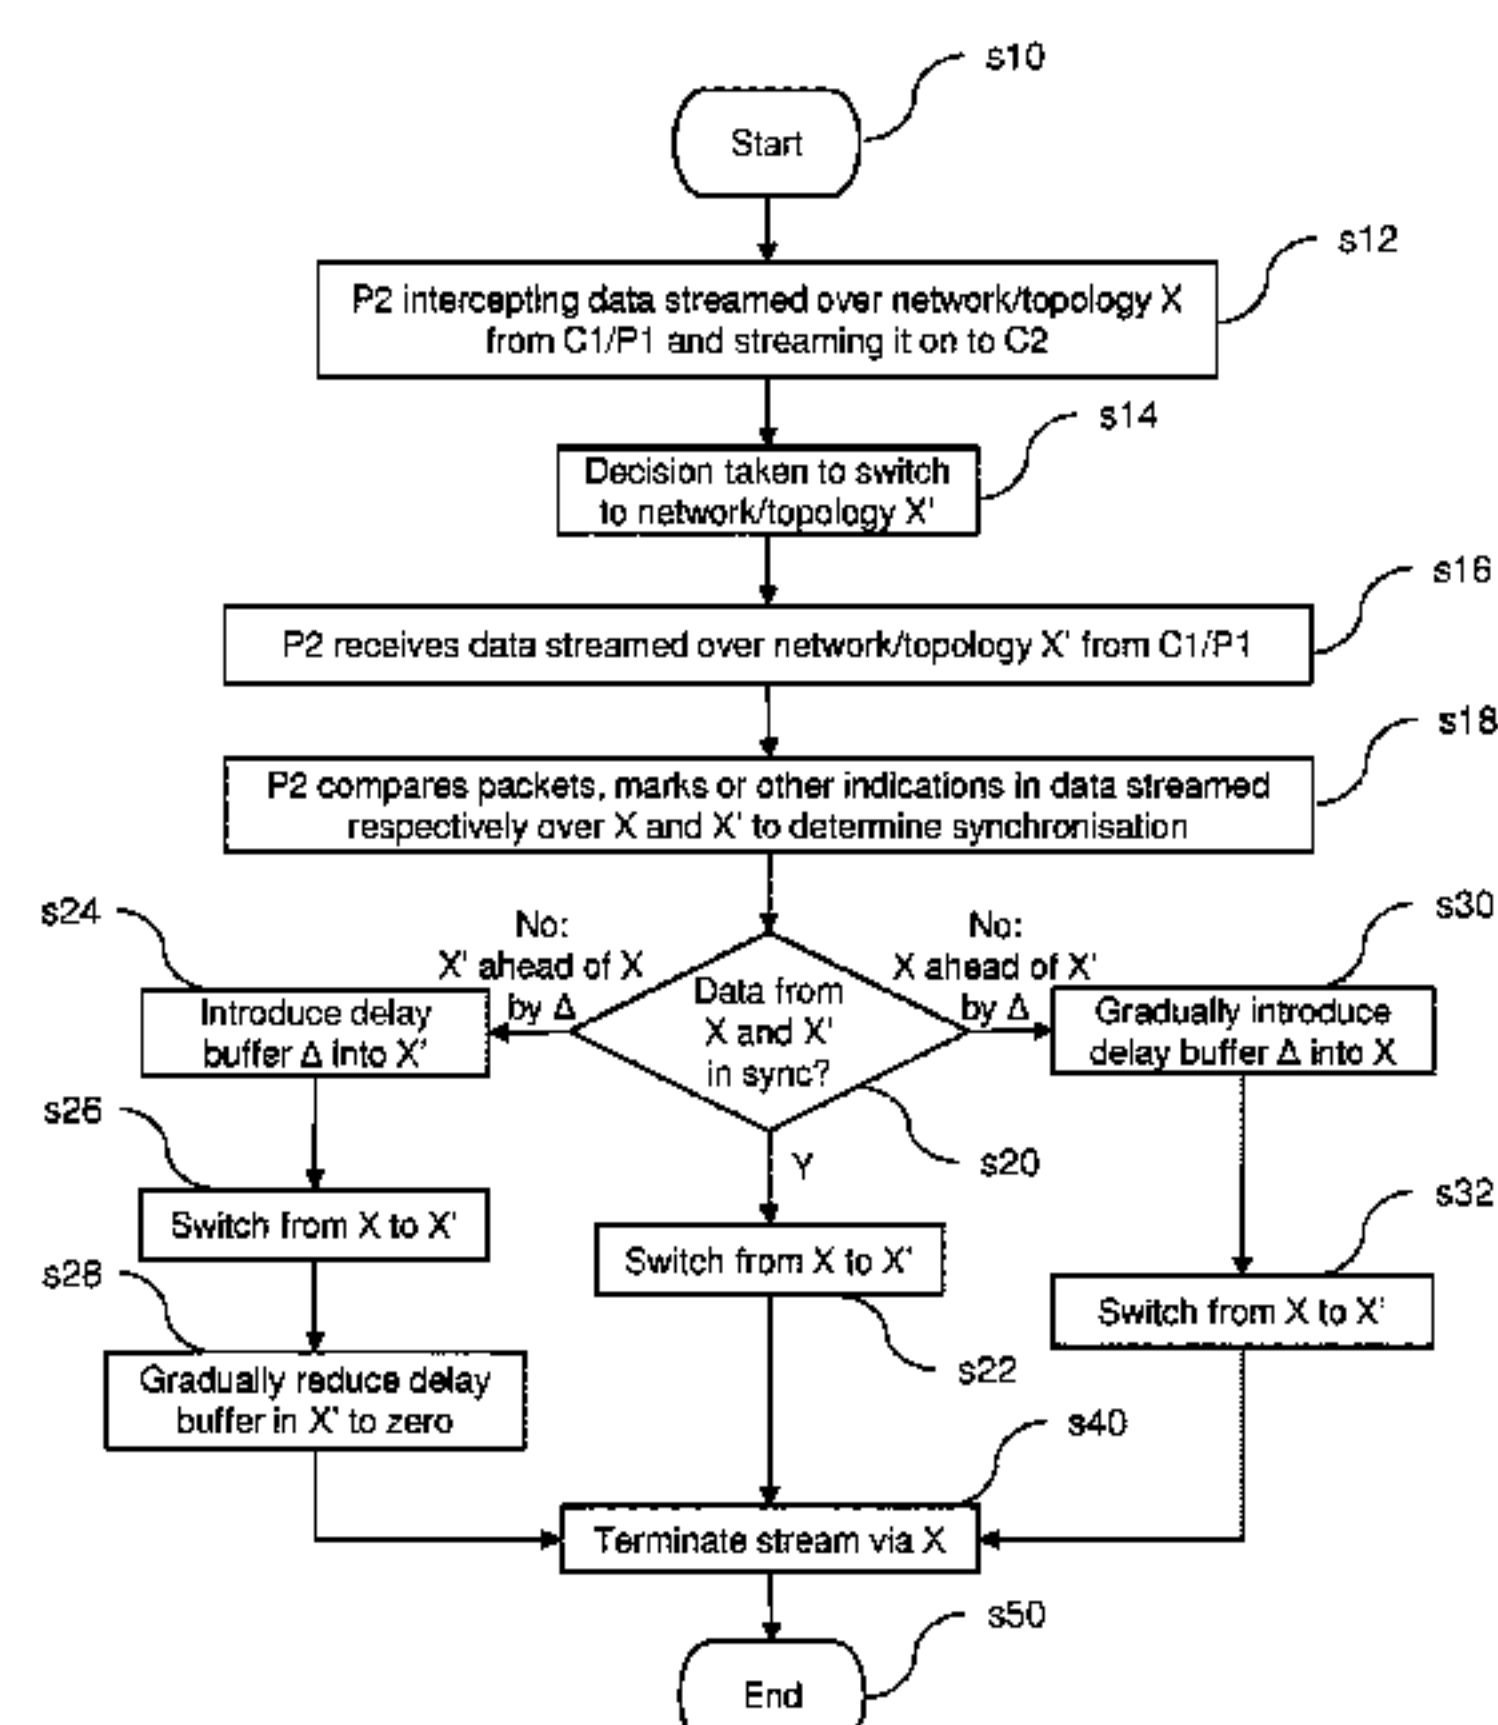 s10
Start
s12
P2 intercepting data streamed over network/topology X
from C1/P1 and streaming it on to C2
s14
Decision taken to switch
to network/topology X'
s16
P2 receives data streamed over network/topology X' from C1/P1
s18
P2 compares packets, marks or other indications in data streamed
respectively over X and X' to determine synchronisation
s24
No:
X' ahead of X
by Δ
No:
X ahead of X'
by Δ
s30
Data from
X and X'
in sync?
Introduce delay
buffer Δ into X'
Gradually introduce
delay buffer Δ into X
s26
s20
Y
s32
Switch from X to X'
Switch from X to X'
Switch from X to X'
s28
s22
Gradually reduce delay
buffer in X' to zero
s40
Terminate stream via X
s50
End